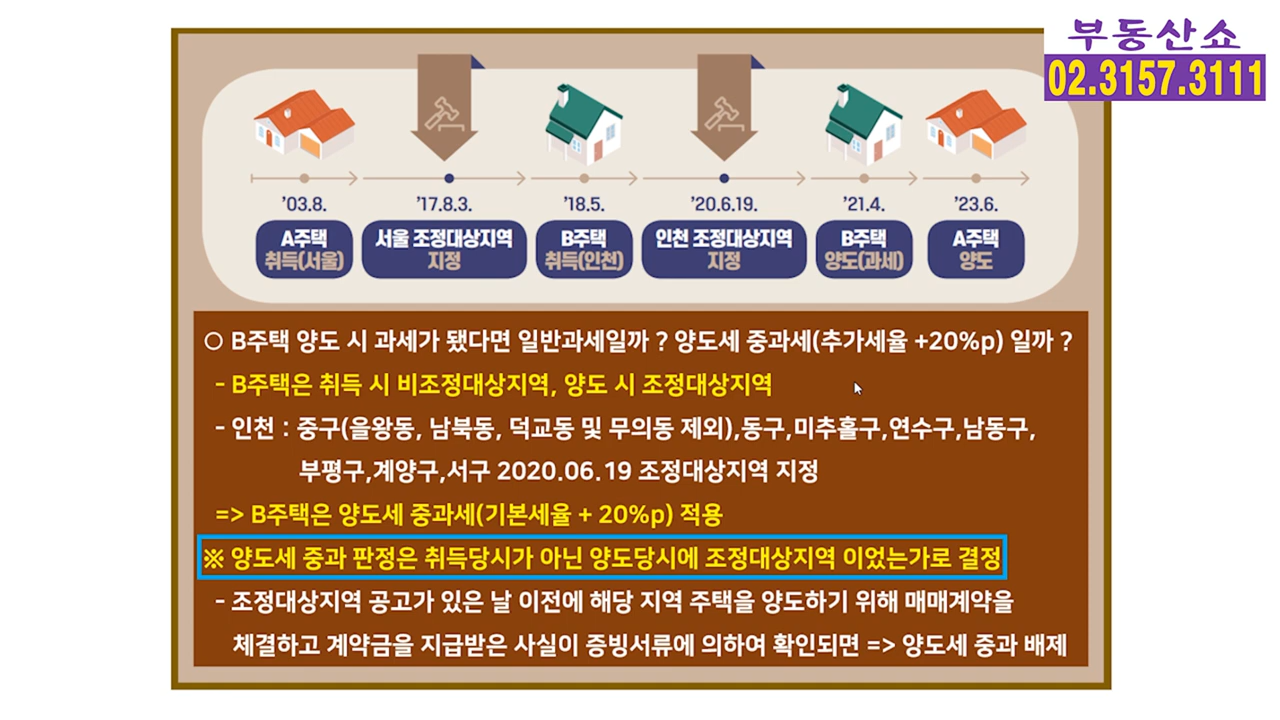 부동산쇼
02.3157.3111
'03.8.
'17.8.3.
'18.5.
'20.6.19.
'21.4.
'23.6.
A주택
취득(서울)
서울 조정대상지역
지정
B주택
취득(인천)
인천 조정대상지역
지정
B주택
양도(과세)
A주택
양도
○ B주택 양도 시 과세가 됐다면 일반과세일까 ? 양도세 중과세(추가세율 +20%p) 일까 ?
- B주택은 취득 시 비조정대상지역, 양도 시 조정대상지역
- 인천 : 중구(을왕동, 남북동, 덕교동 및 무의동 제외),동구,미추홀구,연수구,남동구,
부평구,계양구,서구 2020.06.19 조정대상지역 지정
=> B주택은 양도세 중과세(기본세율 + 20%p) 적용
※ 양도세 중과 판정은 취득당시가 아닌 양도당시에 조정대상지역 이었는가로 결정
- 조정대상지역 공고가 있은 날 이전에 해당 지역 주택을 양도하기 위해 매매계약을
체결하고 계약금을 지급받은 사실이 증빙서류에 의하여 확인되면 => 양도세 중과 배제